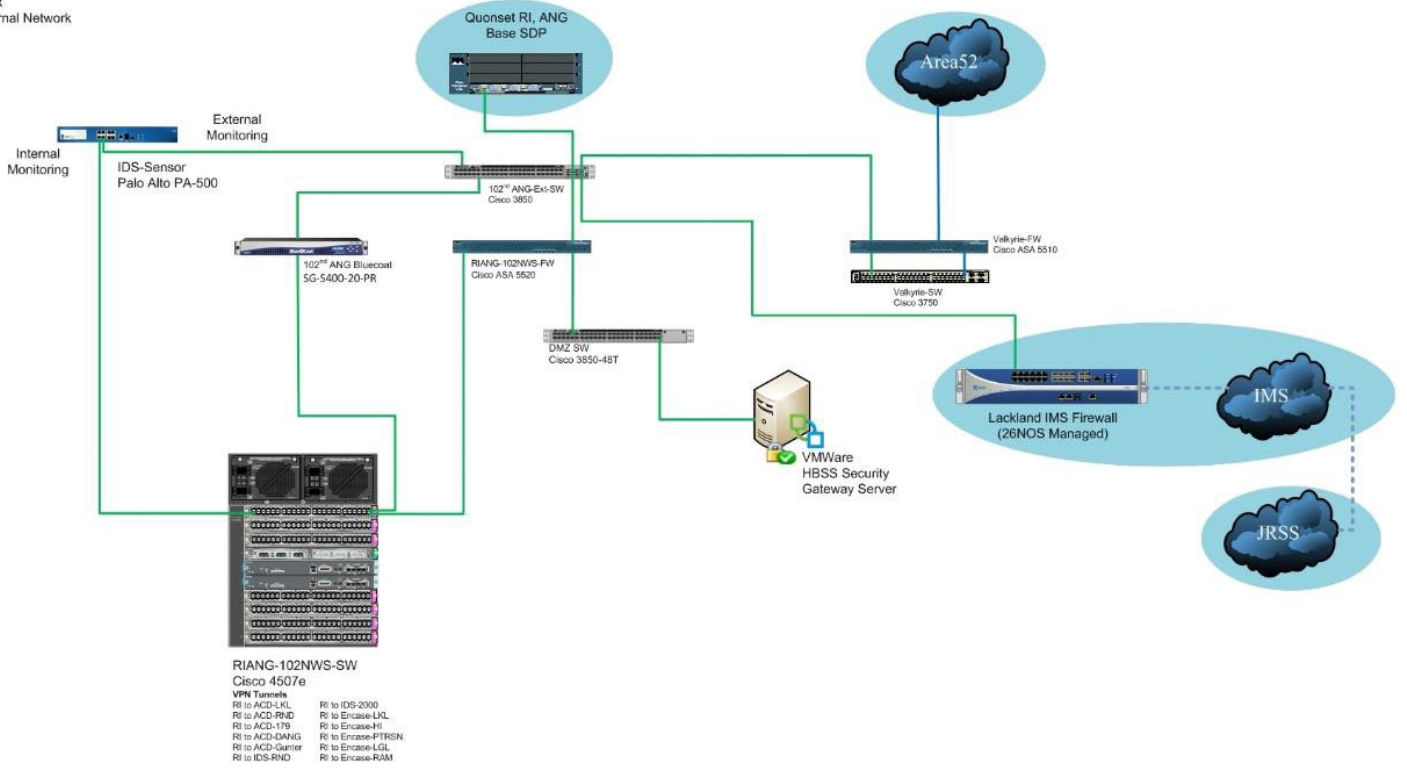 rnal Network
Quonset RI, ANG
Base SDP
Area52
External
Monitoring
Internal
Monitoring
IDS-Sensor
Palo Alto PA-500
102nd ANG-Ext-SW
Cisco 3850
102nd ANG Bluecoat
SG-S400-20-PR
RIANG-102NWS-FW
Cisco ASA 5520
Valkyrie-FW
Cisco ASA 5510
Valkyrie-SW
Cisco 3750
DMZ SW
Cisco 3850-48T
VMWare
HBSS Security
Gateway Server
Lackland IMS Firewall
(26NOS Managed)
IMS
JRSS
RIANG-102NWS-SW
Cisco 4507e
VPN Tunnels
RI to ACD-LKL
RI to ACD-RND
RI to ACD-179
RI to ACD-DANG
RI to ACD-Gunter
RI to IDS-RND
RI to IDS-2000
RI to Encase-LKL
RI to Encase-HI
RI to Encase-PTRSN
RI to Encase-LGL
RI to Encase-RAM